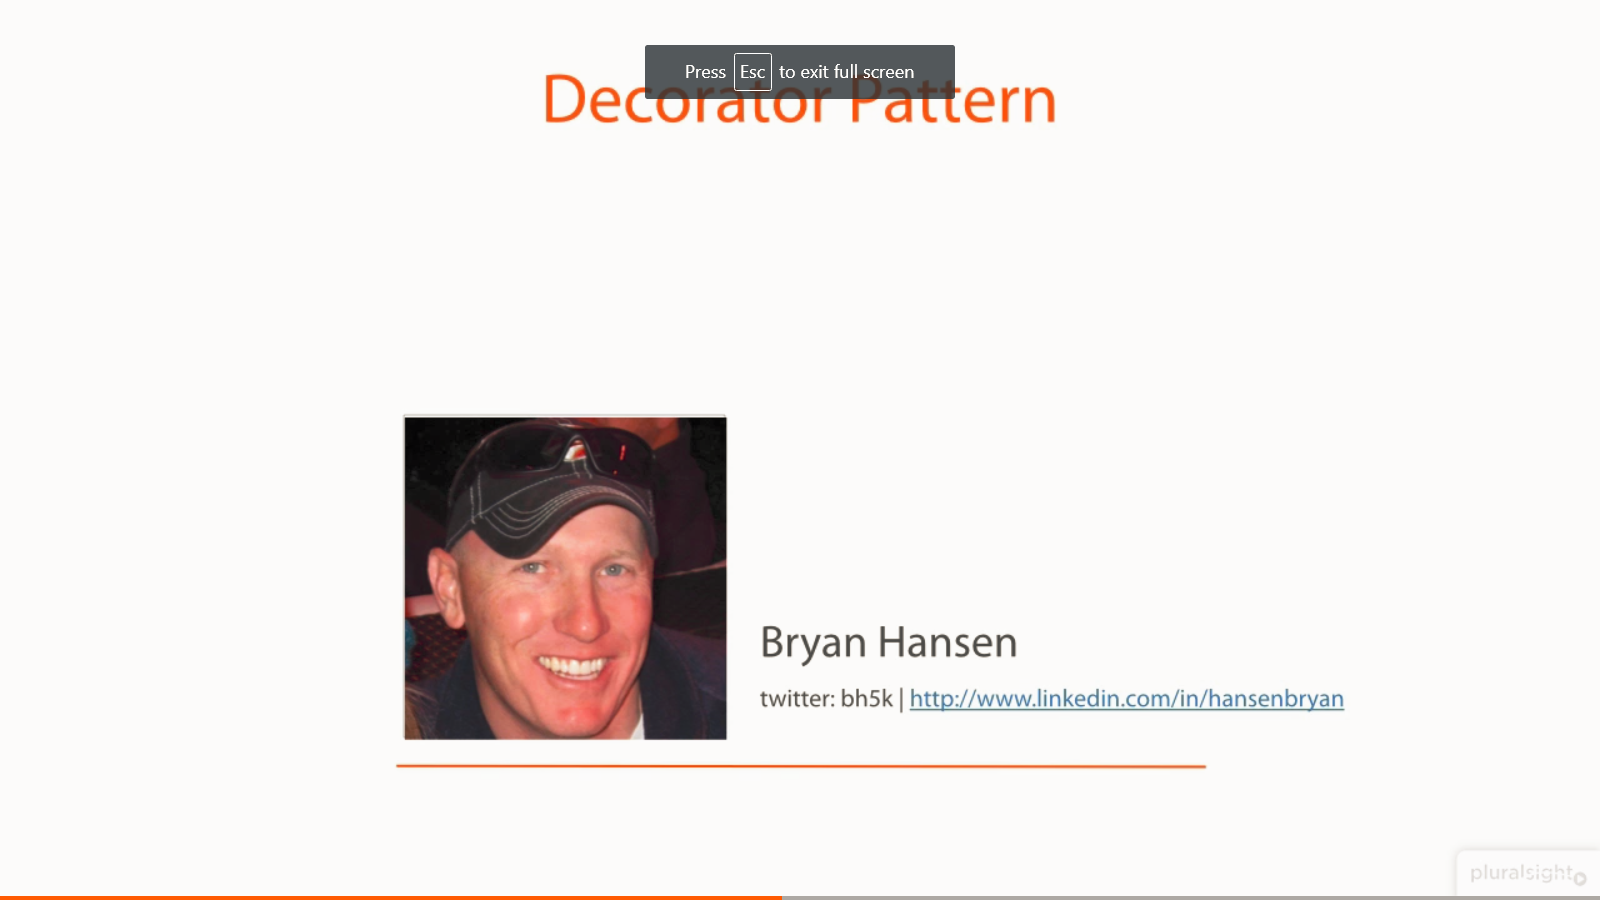 Press Esc to exit full screen
Decorator Pattern
Bryan Hansen
twitter: bh5k | http://www.linkedin.com/in/hansenbryan
pluralsight